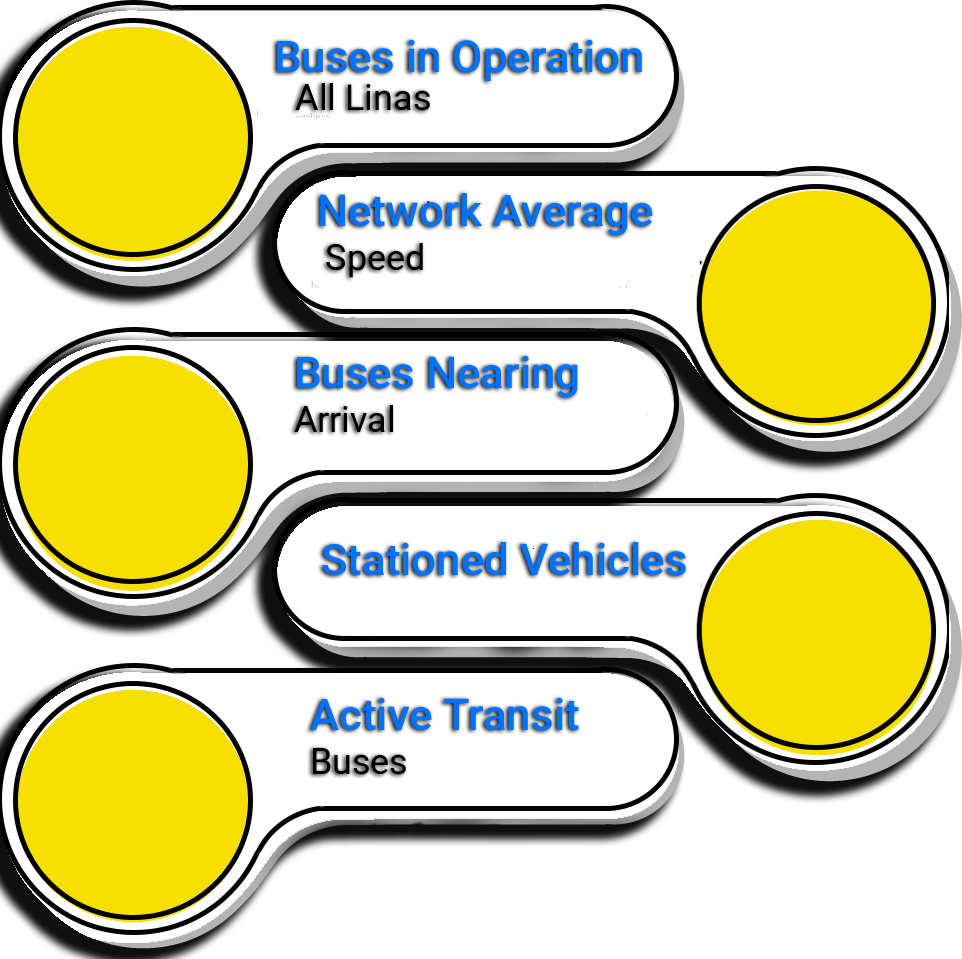 Buses in Operation
All Linas
Network Average
Speed
Buses Nearing
Arrival
Stationed Vehicles
Active Transit
Buses